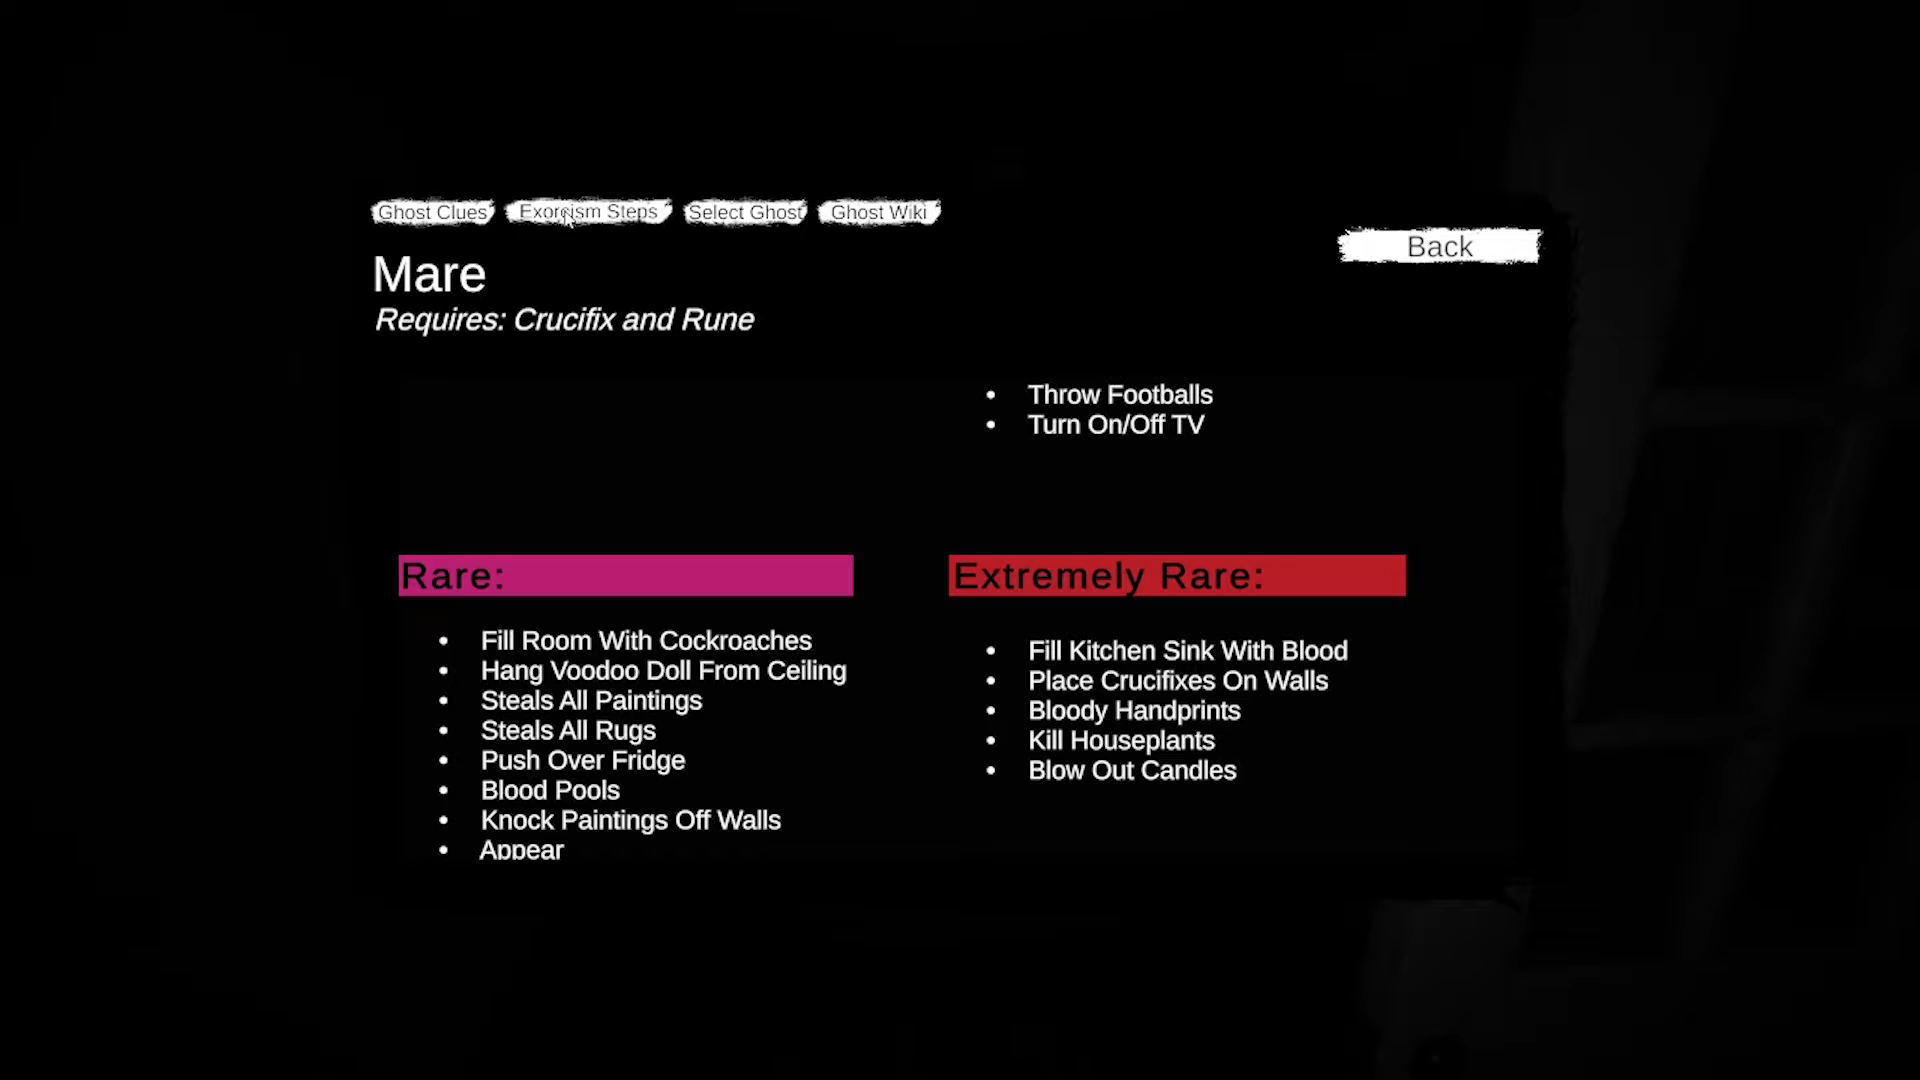 Ghost Clues Exorcism Steps Select Ghost Ghost Wiki
Back
Mare
Requires: Crucifix and Rune
• Throw Footballs
• Turn On/Off TV
Rare:
• Fill Room With Cockroaches
• Hang Voodoo Doll From Ceiling
• Steals All Paintings
• Steals All Rugs
• Push Over Fridge
• Blood Pools
• Knock Paintings Off Walls
• Appear
Extremely Rare:
• Fill Kitchen Sink With Blood
• Place Crucifixes On Walls
• Bloody Handprints
• Kill Houseplants
• Blow Out Candles